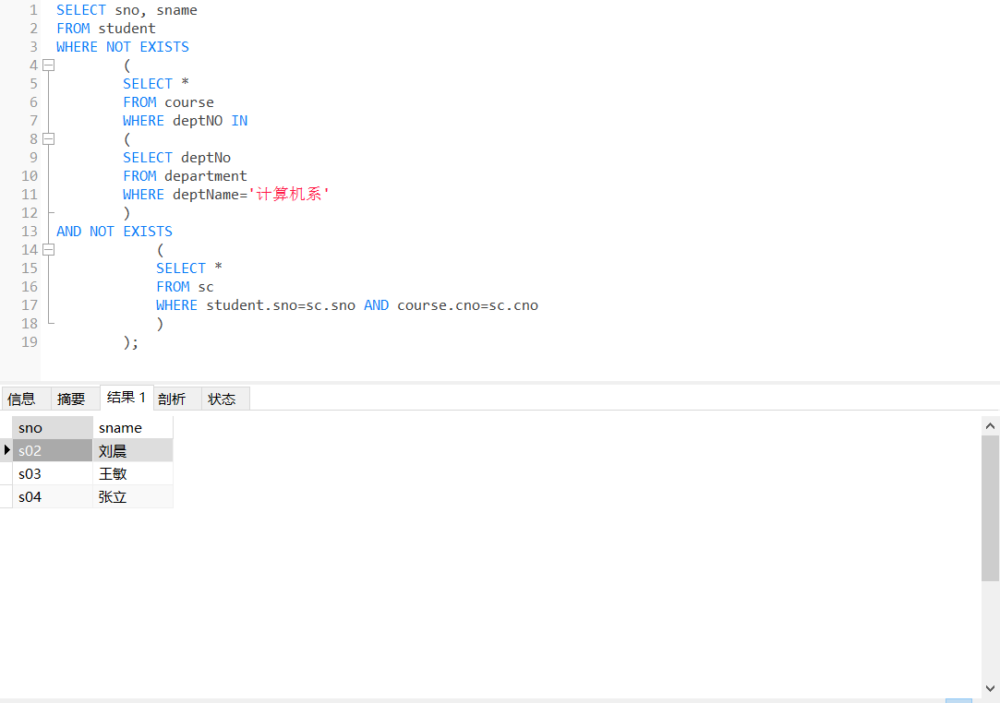 1 SELECT sno, sname
2 FROM student
3 WHERE NOT EXISTS
4 (
5 SELECT *
6 FROM course
7 WHERE deptNO IN
8 (
9 SELECT deptNo
10 FROM department
11 WHERE deptName='计算机系'
12 )
13 AND NOT EXISTS
14 (
15 SELECT *
16 FROM sc
17 WHERE student.sno=sc.sno AND course.cno=sc.cno
18 )
19 );
信息 摘要 结果 1 剖析 状态
sno sname
s02 刘晨
s03 王敏
s04 张立